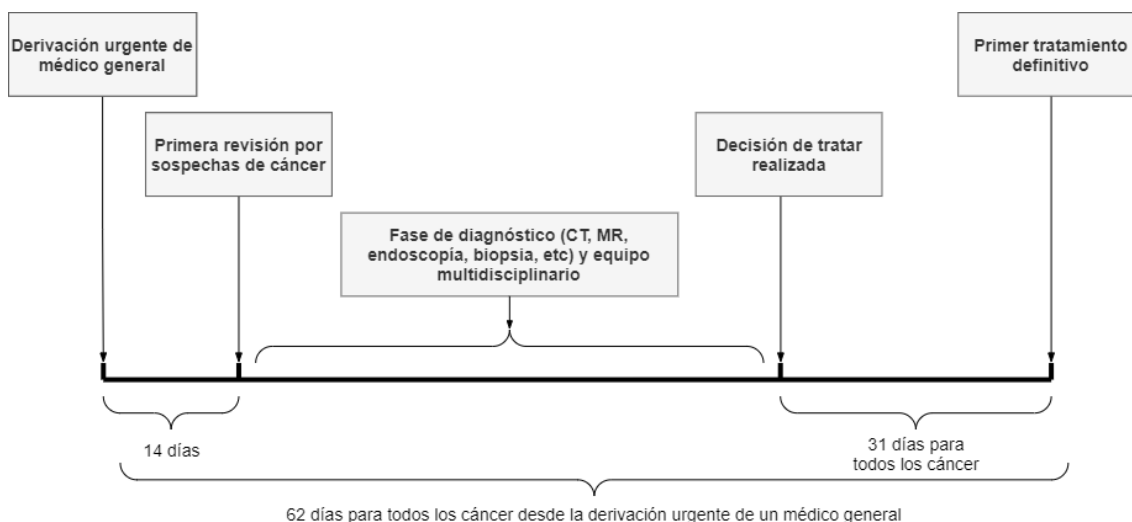 Derivación urgente de
médico general
Primer tratamiento
definitivo
Primera revisión por
sospechas de cáncer
Decisión de tratar
realizada
Fase de diagnóstico (CT, MR,
endoscopía, biopsia, etc) y equipo
multidisciplinario
14 días
31 días para
todos los cáncer
62 días para todos los cáncer desde la derivación urgente de un médico general